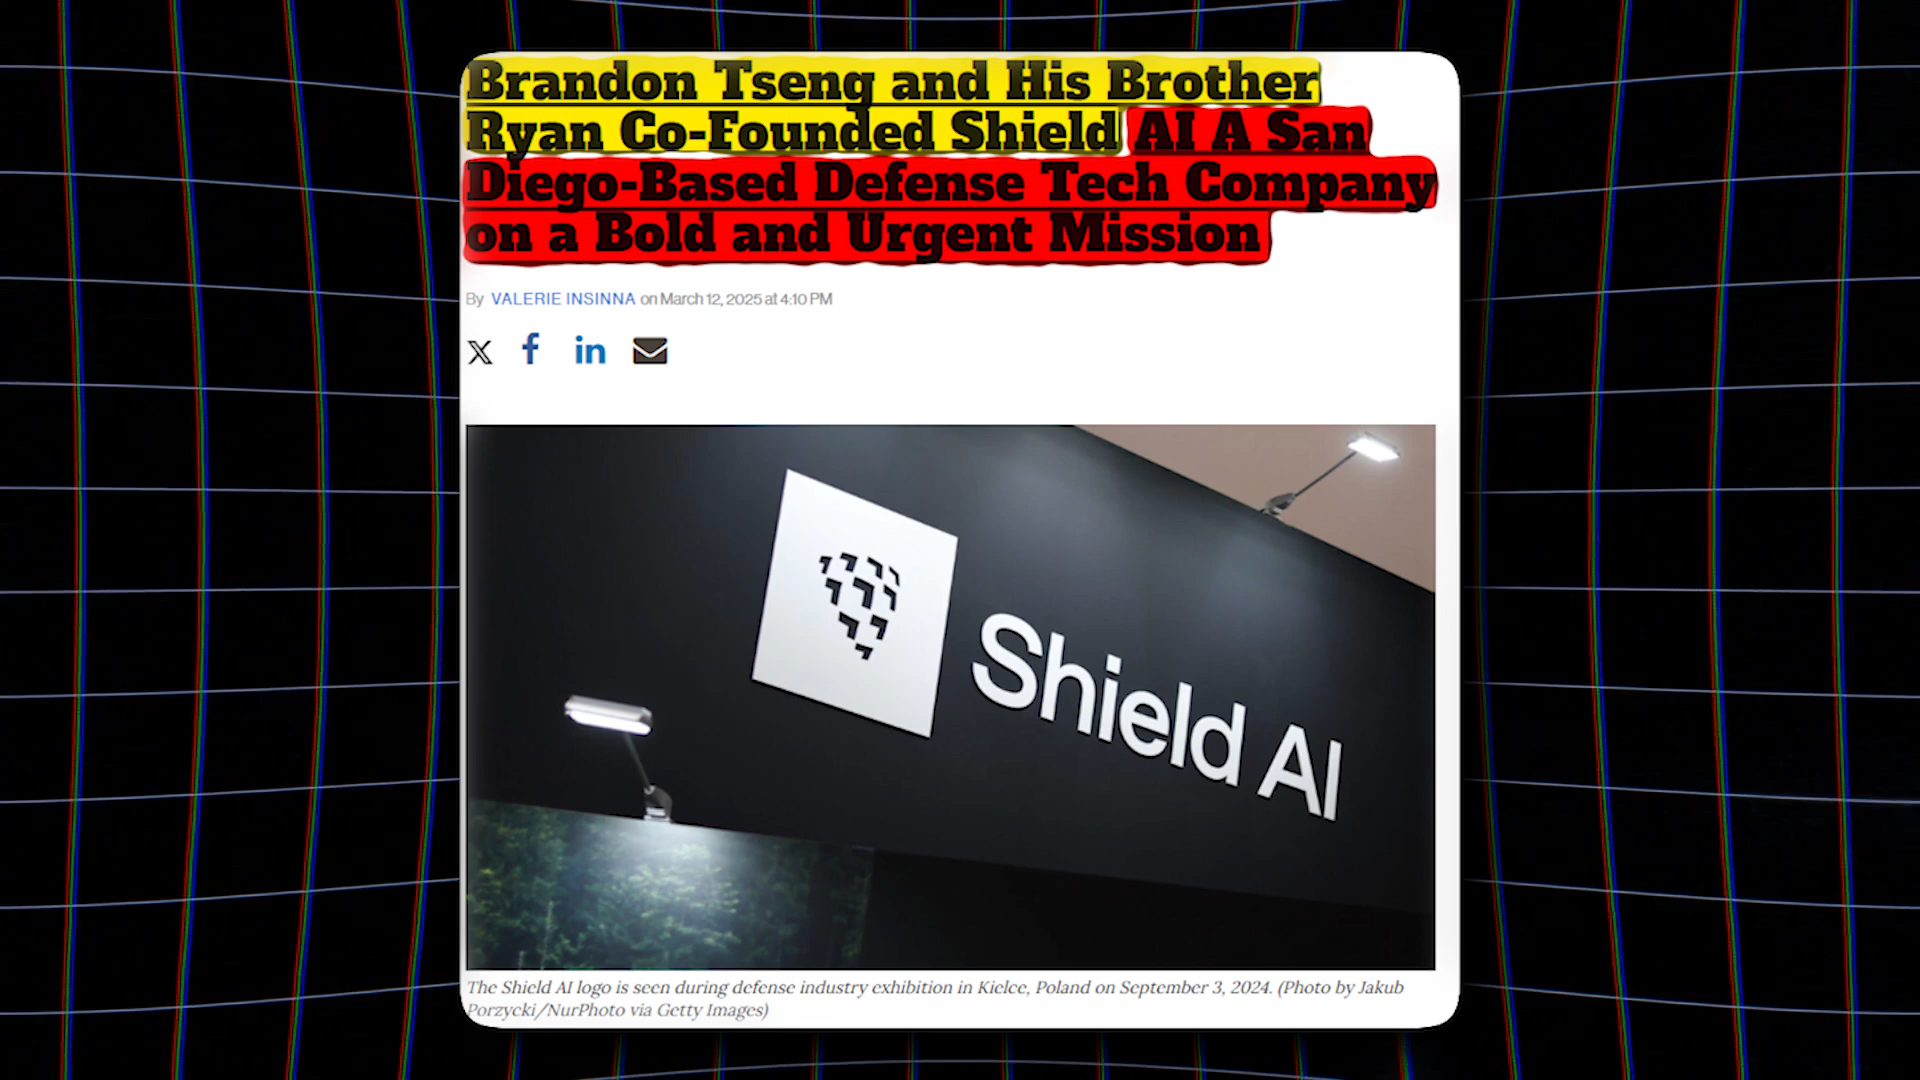 Brandon Tseng and His Brother
Ryan Co-Founded Shield AI A San
Diego-Based Defense Tech Company
on a Bold and Urgent Mission
By VALERIE INSINNA on March 12, 2025 at 4:10 PM
Shield AI
The Shield AI logo is seen during defense industry exhibition in Kielce, Poland on September 3, 2024. (Photo by Jakub
Porzycki/NurPhoto via Getty Images)